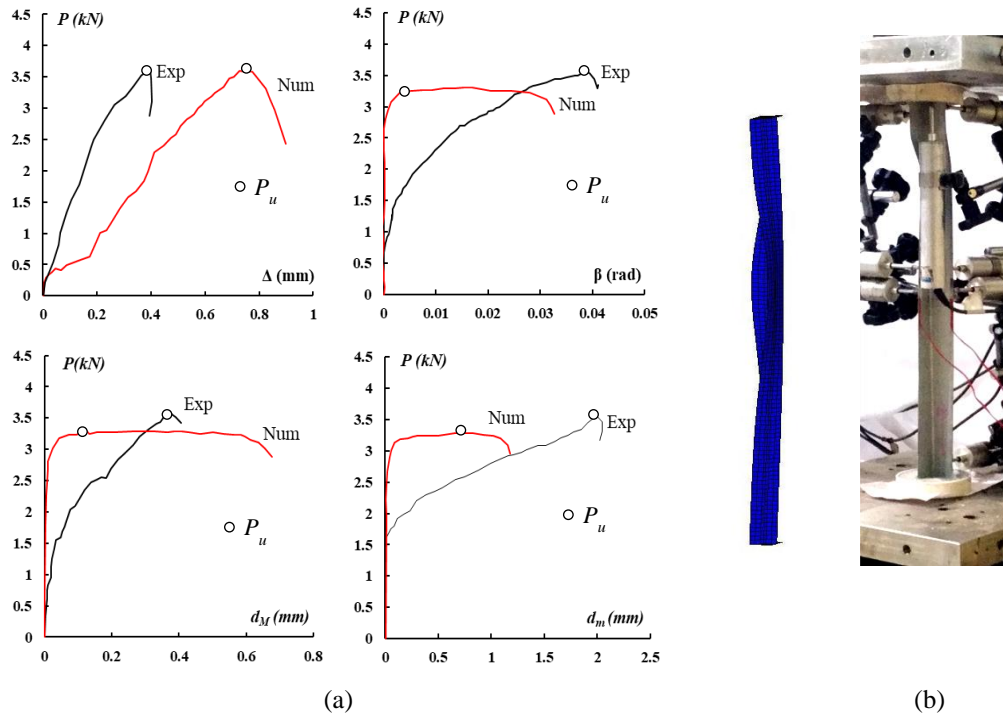 P (kN)
4.5
4
3.5
3
2.5
2
1.5
1
0.5
0
Exp
Num
P_u
Δ (mm)
0 0.2 0.4 0.6 0.8 1
P (kN)
4.5
4
3.5
3
2.5
2
1.5
1
0.5
0
Exp
Num
P_u
β (rad)
0 0.01 0.02 0.03 0.04 0.05
P(kN)
4.5
4
3.5
3
2.5
2
1.5
1
0.5
0
Exp
Num
P_u
d_M (mm)
0 0.2 0.4 0.6 0.8
P (kN)
4.5
4
3.5
3
2.5
2
1.5
1
0.5
0
Num
Exp
P_u
d_m (mm)
0 0.5 1 1.5 2 2.5
(a) (b)